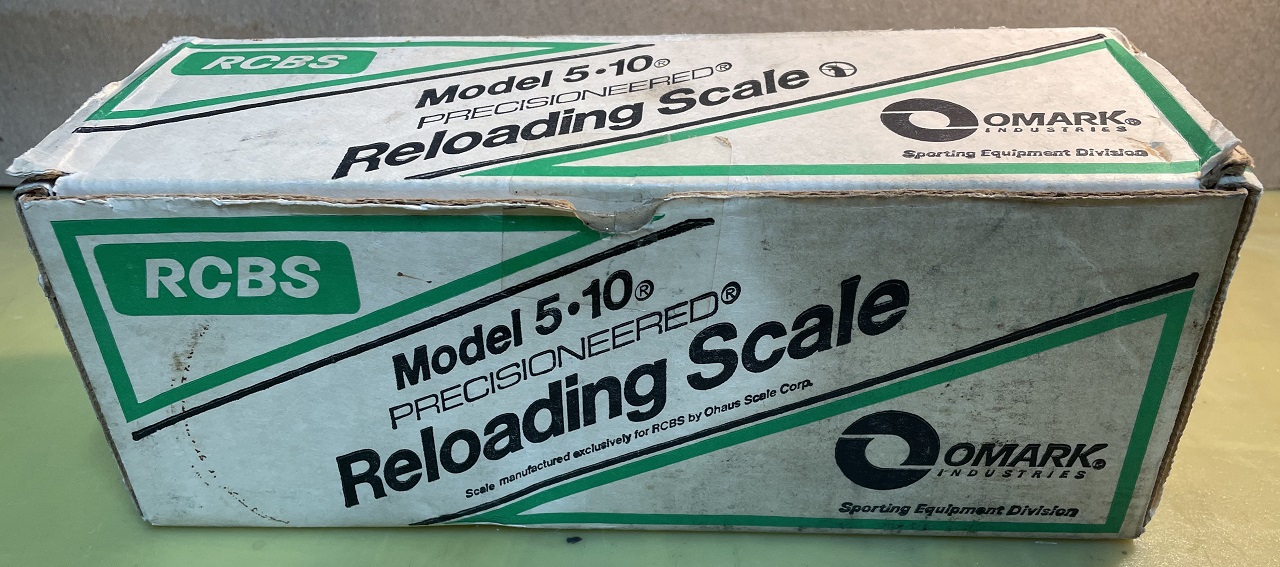 RCBS
Model 5•10®
PRECISIONEERED®
Reloading Scale
OMARK®
INDUSTRIES
Sporting Equipment Division
RCBS
Model 5•10®
PRECISIONEERED®
Reloading Scale
Scale manufactured exclusively for RCBS by Ohaus Scale Corp.
OMARK®
INDUSTRIES
Sporting Equipment Division